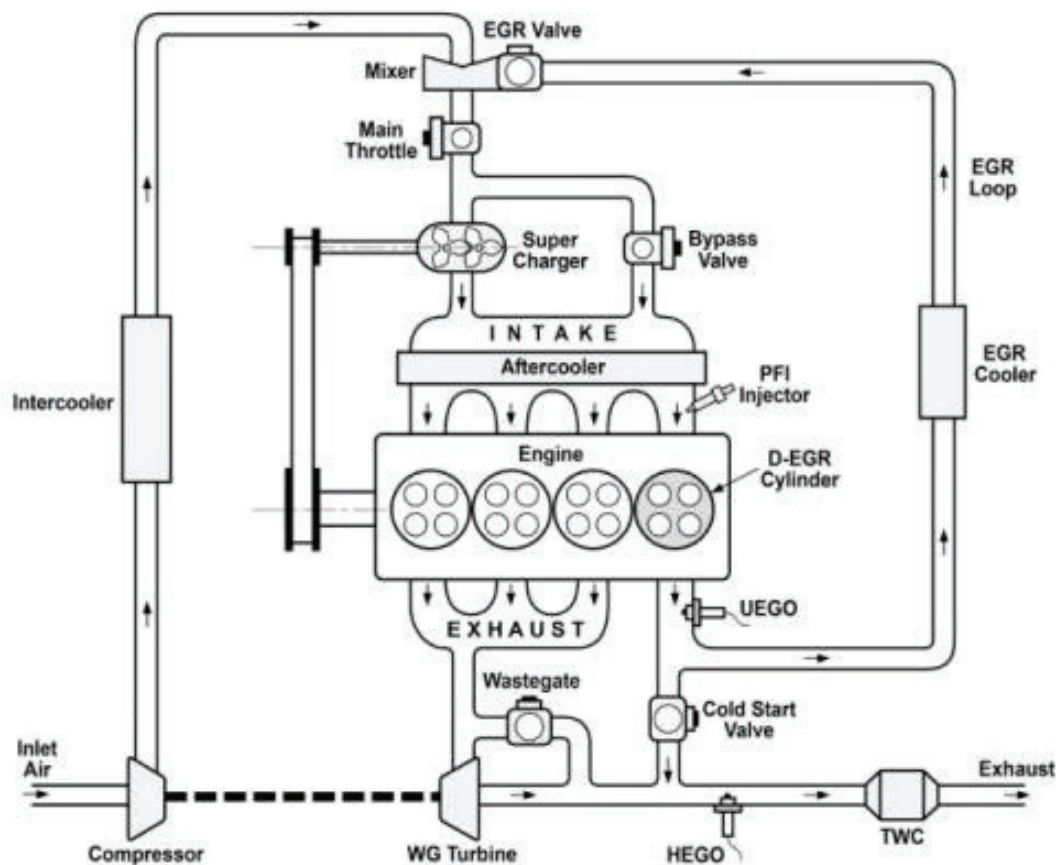 EGR Valve
Mixer
Main
Throttle
EGR
Loop
Super
Charger
Bypass
Valve
INTAKE
Aftercooler
PFI
Injector
EGR
Cooler
Intercooler
Engine
D-EGR
Cylinder
UEGO
EXHAUST
Wastegate
Cold Start
Valve
Inlet
Air
Exhaust
Compressor
WG Turbine
HEGO
TWC